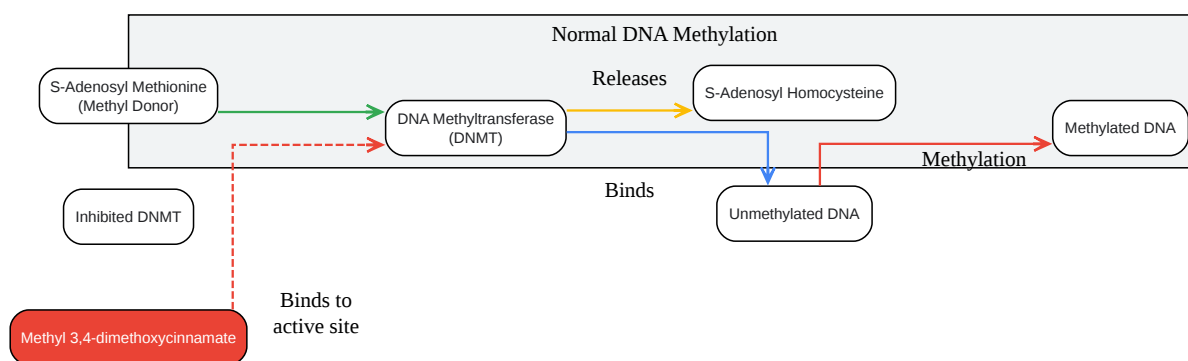 Normal DNA Methylation
S-Adenosyl Methionine
(Methyl Donor)
Releases
S-Adenosyl Homocysteine
DNA Methyltransferase
(DNMT)
Methylated DNA
Methylation
Binds
Inhibited DNMT
Unmethylated DNA
Binds to
active site
Methyl 3,4-dimethoxycinnamate